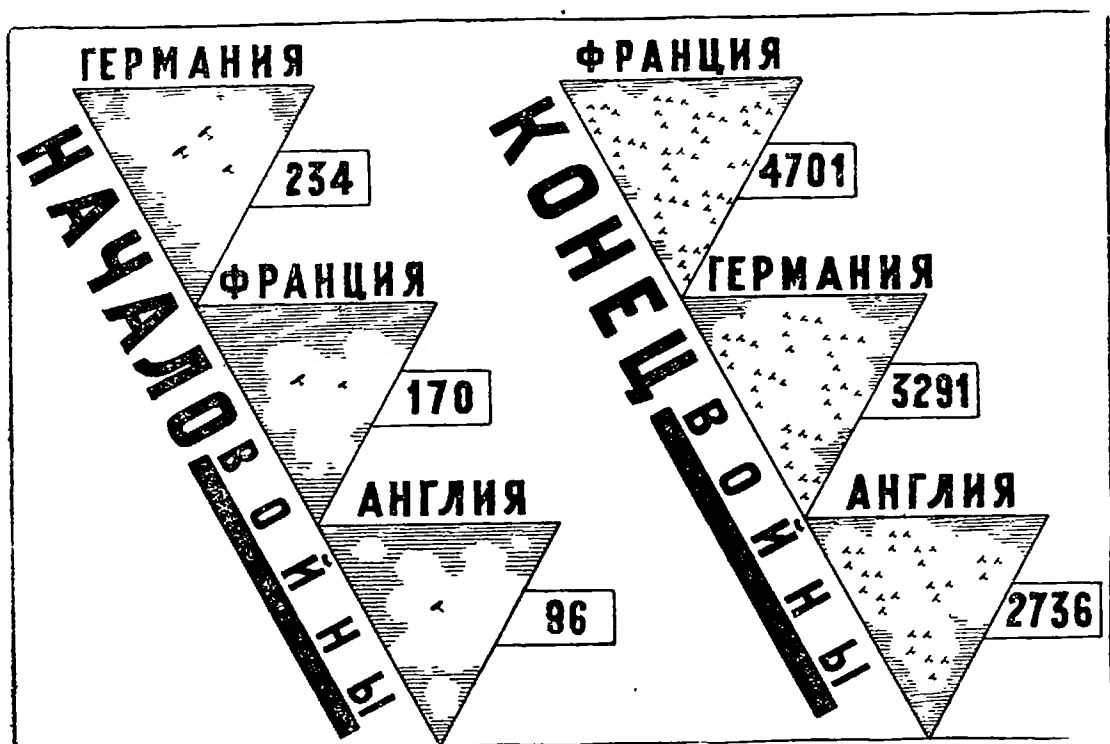 НАЧАЛО ВОЙНЫ
ГЕРМАНИЯ
234
ФРАНЦИЯ
170
АНГЛИЯ
96
КОНЕЦ ВОЙНЫ
ФРАНЦИЯ
4701
ГЕРМАНИЯ
3291
АНГЛИЯ
2736